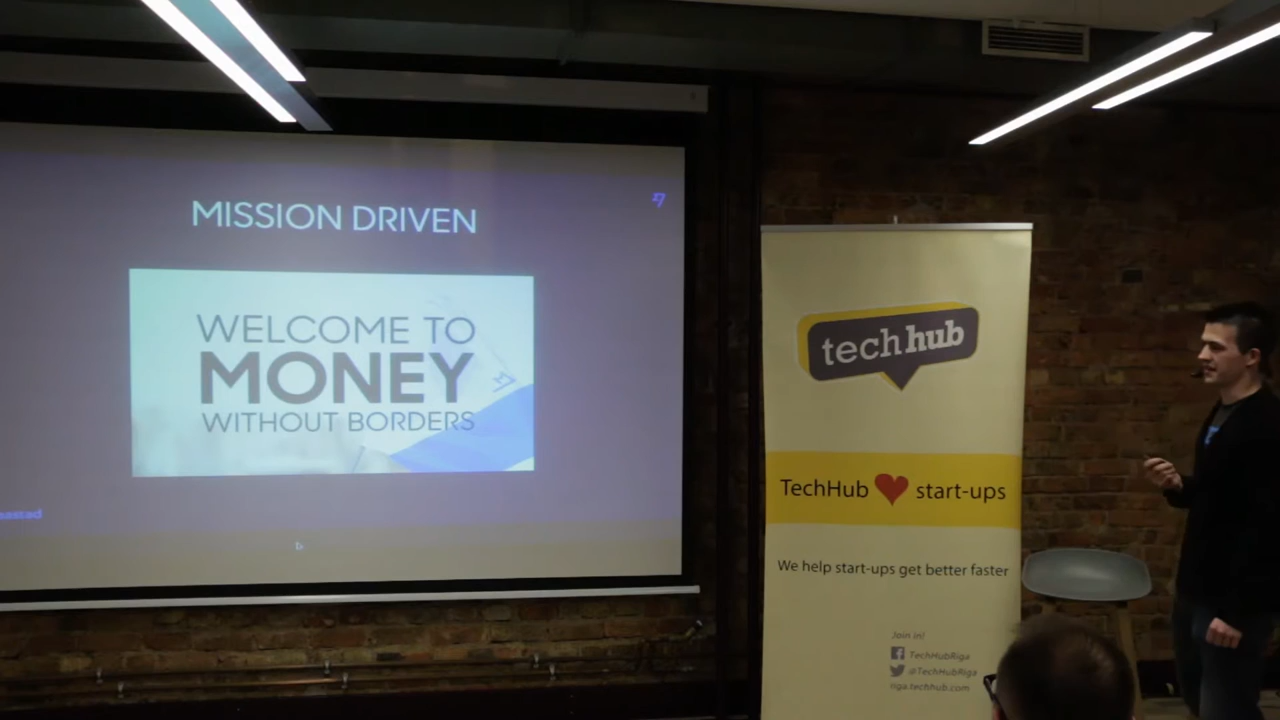 MISSION DRIVEN
WELCOME TO
MONEY
WITHOUT BORDERS
techhub
TechHub start-ups
We help start-ups get better faster
Join in!
TechHubRiga
@TechHubRiga
riga.techhub.com